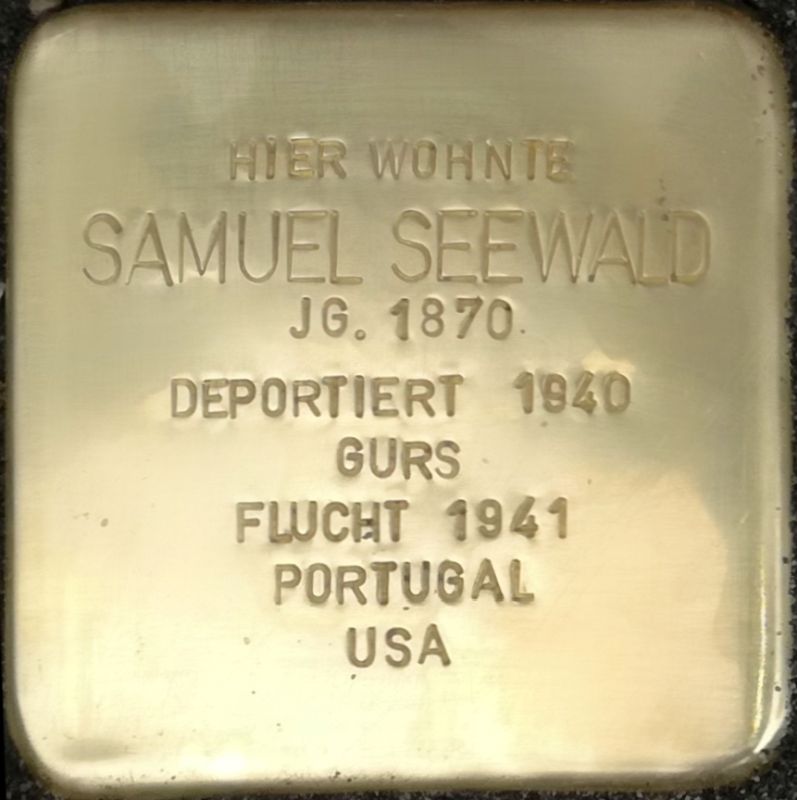 HIER WOHNTE
SAMUEL SEEWALD
JG. 1870
DEPORTIERT 1940
GURS
FLUCHT 1941
PORTUGAL
USA